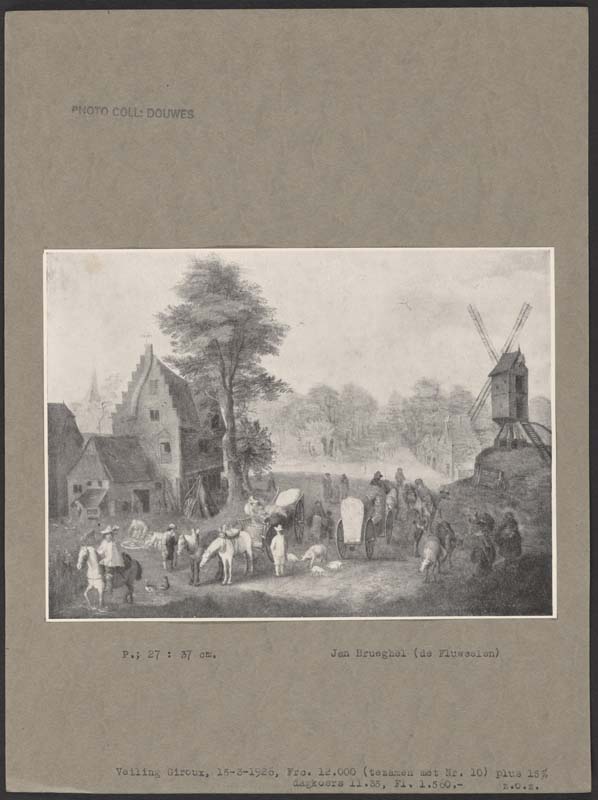 PHOTO COLL: DOUWES
P.; 27 : 37 cm.
Jan Brueghel (de Fluweelen)
Veiling Giroux, 15-3-1926, Frc. 12.000 (tezamen met Nr. 10) plus 15%
dagkoers 11.33, Fl. 1.560,-
z.o.z.